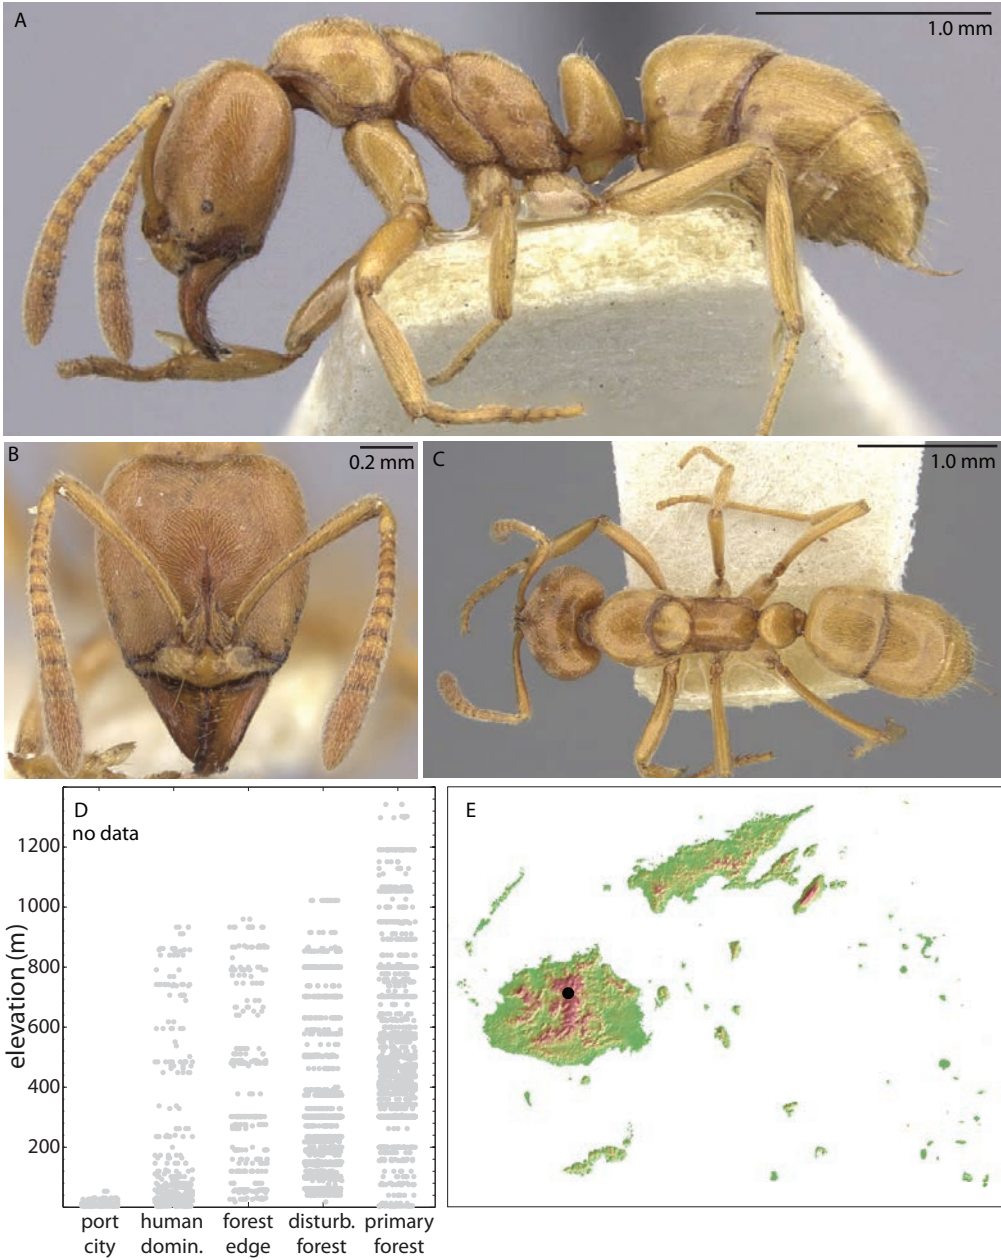 A
1.0 mm
B
0.2 mm
C
1.0 mm
D
no data
1200
1000
800
600
400
200
elevation (m)
port city
human domin.
forest edge
disturb. forest
primary forest
E